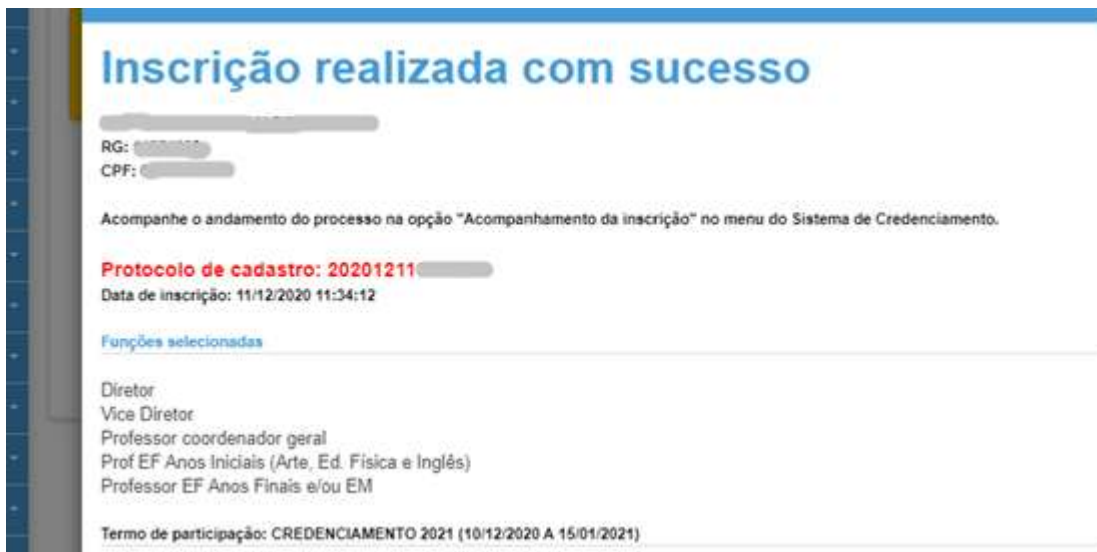 Inscrição realizada com sucesso
RG:
CPF:
Acompanhe o andamento do processo na opção "Acompanhamento da inscrição" no menu do Sistema de Credenciamento.
Protocolo de cadastro: 20201211
Data de inscrição: 11/12/2020 11:34:12
Funções selecionadas
Diretor
Vice Diretor
Professor coordenador geral
Prof EF Anos Iniciais (Arte, Ed. Física e Inglês)
Professor EF Anos Finais e/ou EM
Termo de participação: CREDENCIAMENTO 2021 (10/12/2020 A 15/01/2021)